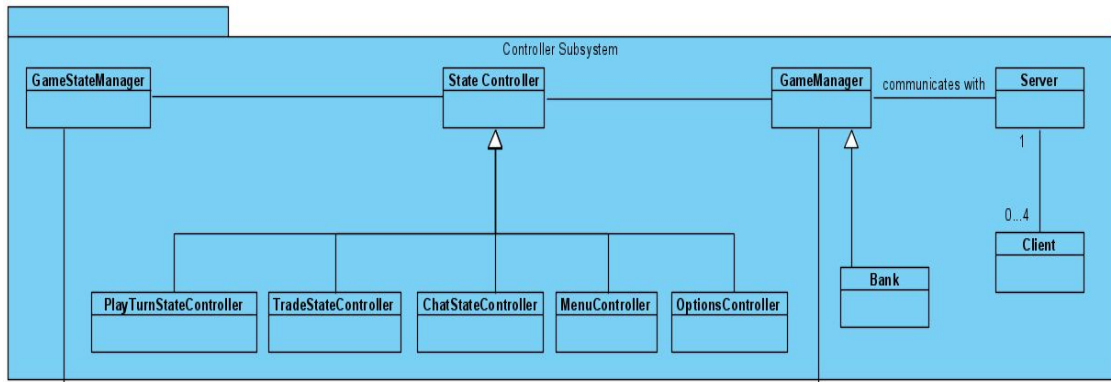 Controller Subsystem
GameStateManager
State Controller
GameManager
communicates with
Server
1
0...4
Client
Bank
PlayTurnStateController
TradeStateController
ChatStateController
MenuController
OptionsController